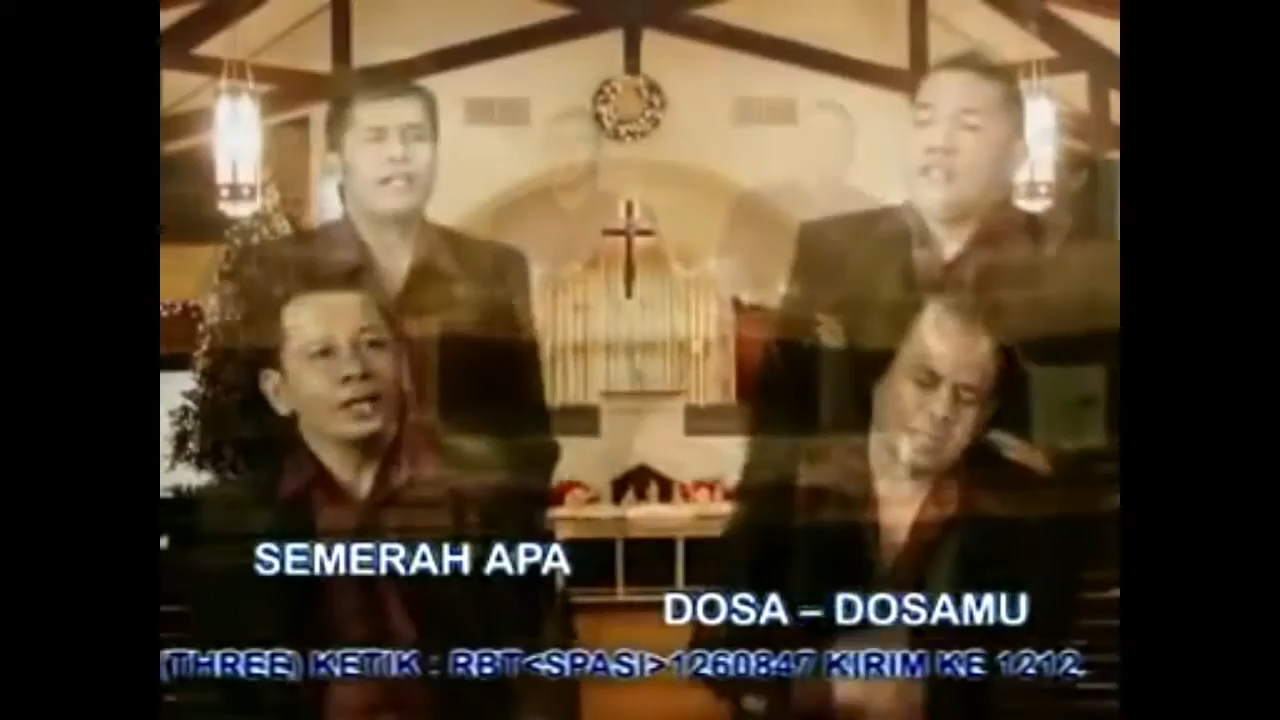 SEMERAH APA
DOSA – DOSAMU
(THREE) KETIK : RBT<SPASI>1260847 KIRIM KE 1212